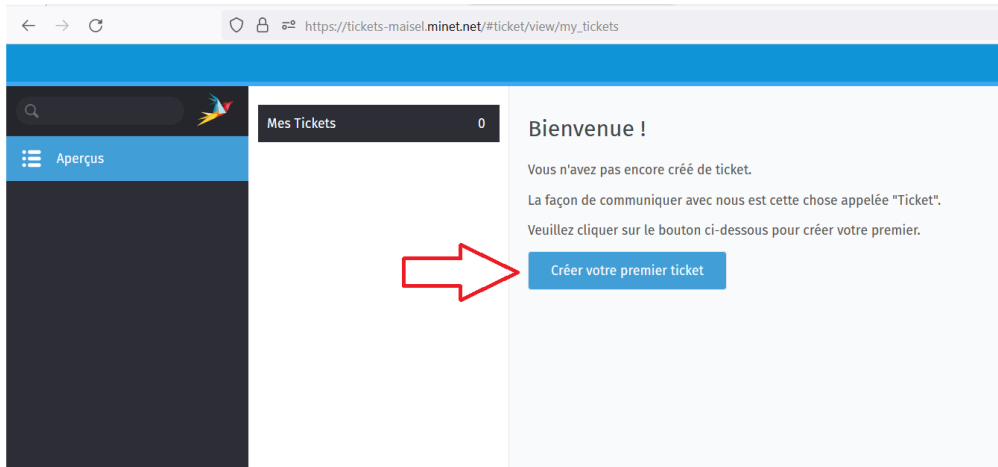 https://tickets-maisel.minet.net/#ticket/view/my_tickets
Mes Tickets 0
Aperçus
Bienvenue !
Vous n'avez pas encore créé de ticket.
La façon de communiquer avec nous est cette chose appelée "Ticket".
Veuillez cliquer sur le bouton ci-dessous pour créer votre premier.
Créer votre premier ticket